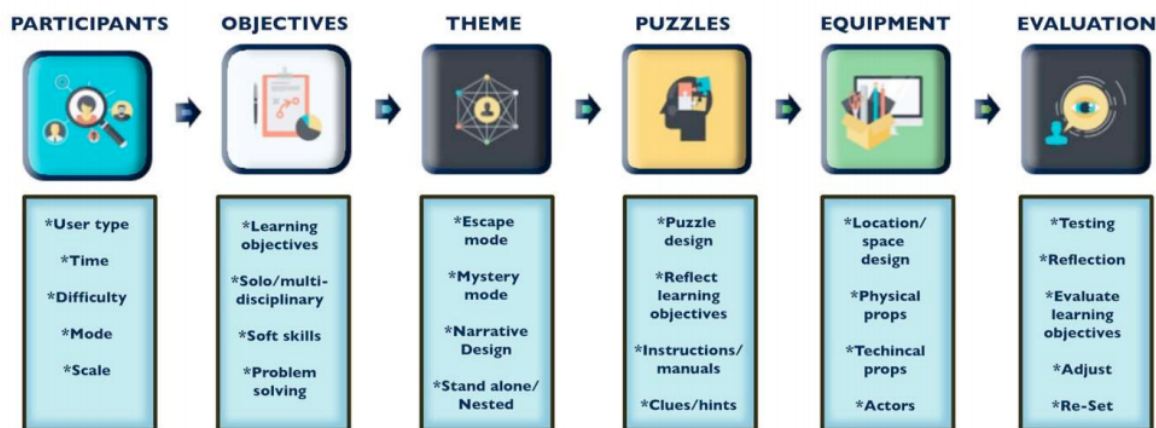 PARTICIPANTS
OBJECTIVES
THEME
PUZZLES
EQUIPMENT
EVALUATION
*User type
*Time
*Difficulty
*Mode
*Scale
*Learning
objectives
*Solo/multi-
disciplinary
*Soft skills
*Problem
solving
*Escape
mode
*Mystery
mode
*Narrative
Design
*Stand alone/
Nested
*Puzzle
design
*Reflect
learning
objectives
*Instructions/
manuals
*Clues/hints
*Location/
space
design
*Physical
props
*Techincal
props
*Actors
*Testing
*Reflection
*Evaluate
learning
objectives
*Adjust
*Re-Set